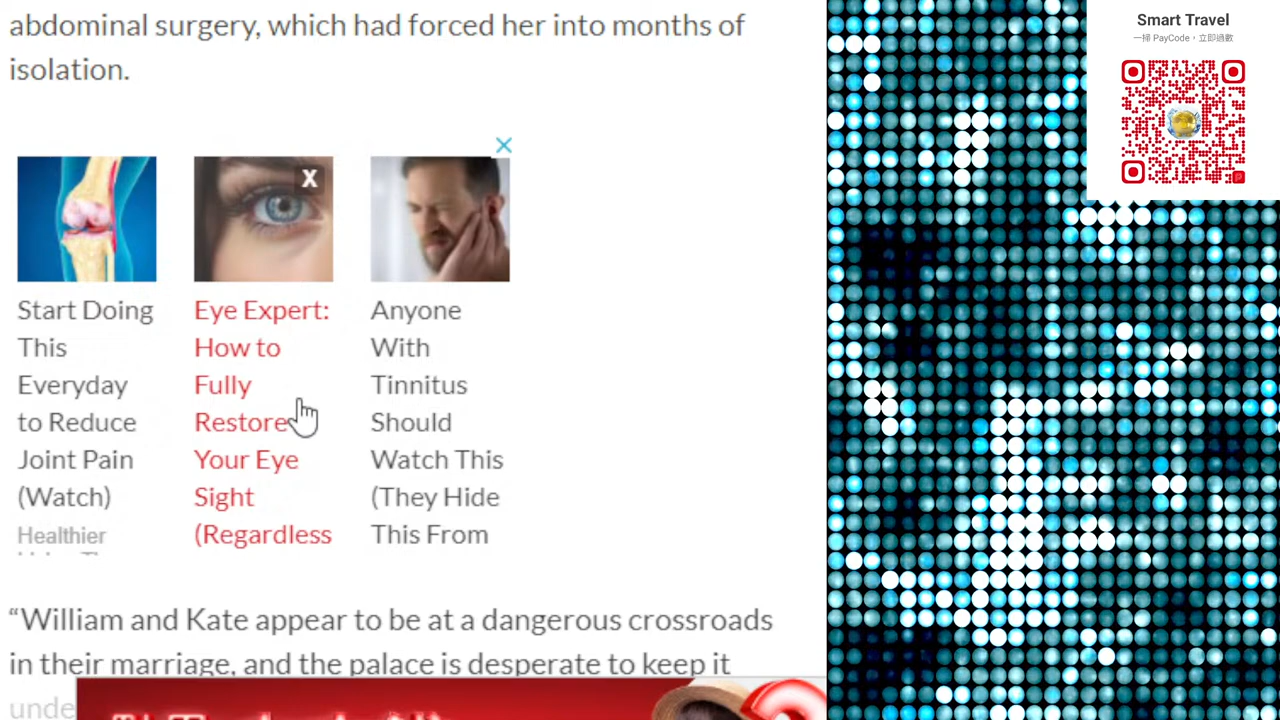 abdominal surgery, which had forced her into months of
isolation.
Start Doing
This
Everyday
to Reduce
Joint Pain
(Watch)
Healthier
X
Eye Expert:
How to
Fully
Restore
Your Eye
Sight
(Regardless
Anyone
With
Tinnitus
Should
Watch This
(They Hide
This From
“William and Kate appear to be at a dangerous crossroads
in their marriage, and the palace is desperate to keep it
Smart Travel
一掃 PayCode，立即過數